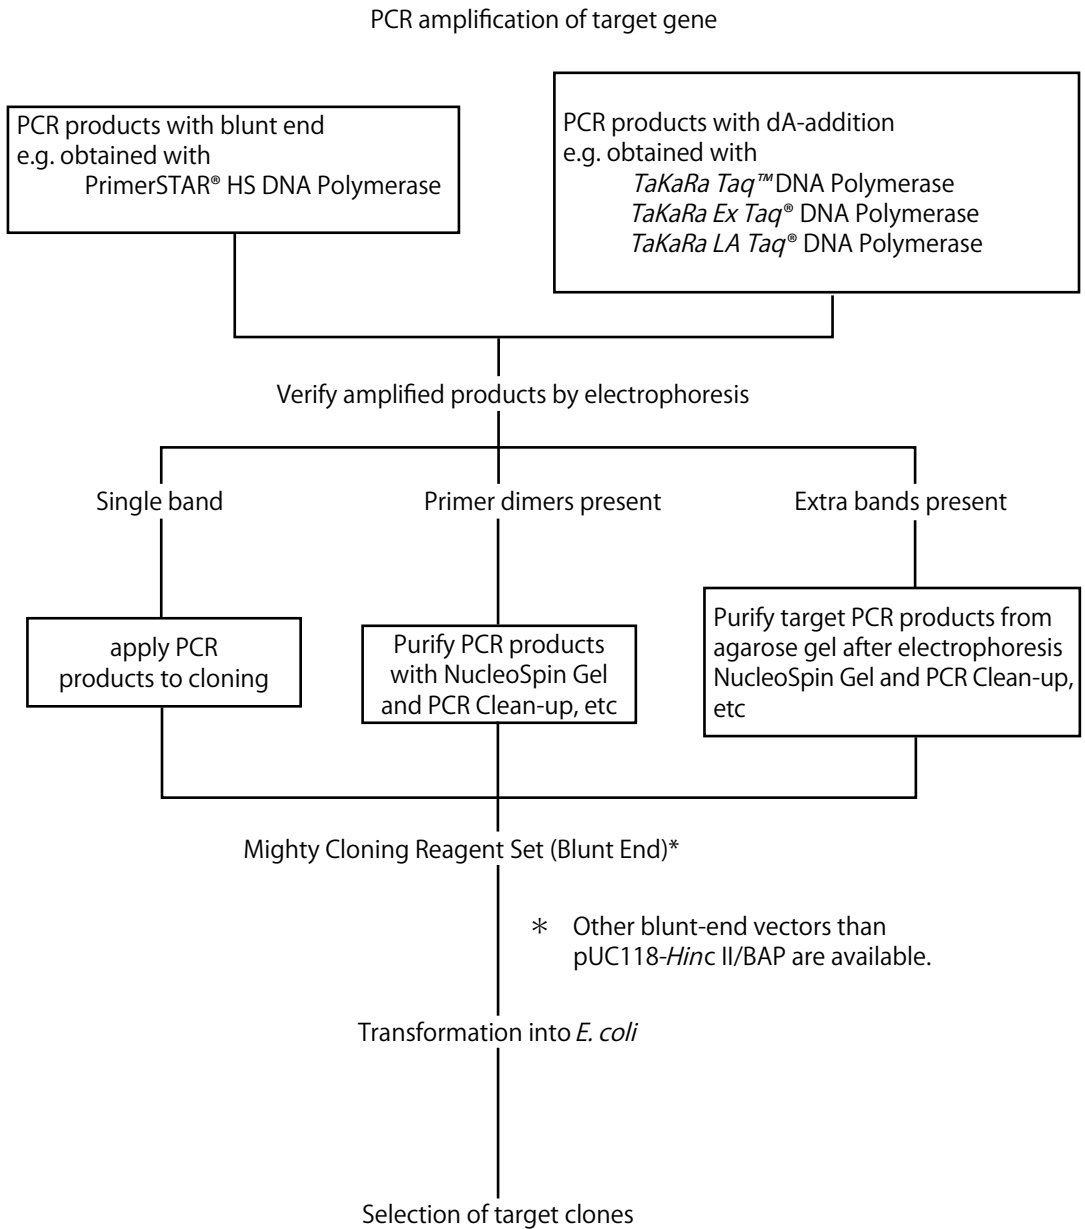 PCR amplification of target gene
PCR products with blunt end
e.g. obtained with
PrimerSTAR® HS DNA Polymerase
PCR products with dA-addition
e.g. obtained with
TaKaRa Taq™ DNA Polymerase
TaKaRa Ex Taq® DNA Polymerase
TaKaRa LA Taq® DNA Polymerase
Verify amplified products by electrophoresis
Single band
apply PCR
products to cloning
Primer dimers present
Purify PCR products
with NucleoSpin Gel
and PCR Clean-up, etc
Extra bands present
Purify target PCR products from
agarose gel after electrophoresis
NucleoSpin Gel and PCR Clean-up,
etc
Mighty Cloning Reagent Set (Blunt End)*
* Other blunt-end vectors than
pUC118-Hinc II/BAP are available.
Transformation into E. coli
Selection of target clones